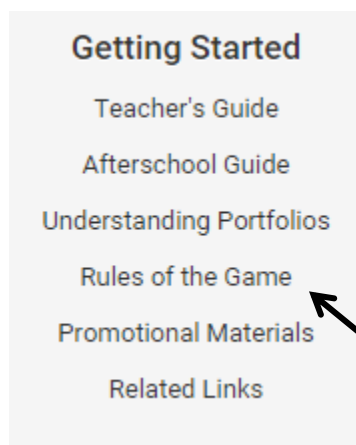 Getting Started
Teacher's Guide
Afterschool Guide
Understanding Portfolios
Rules of the Game
Promotional Materials
Related Links